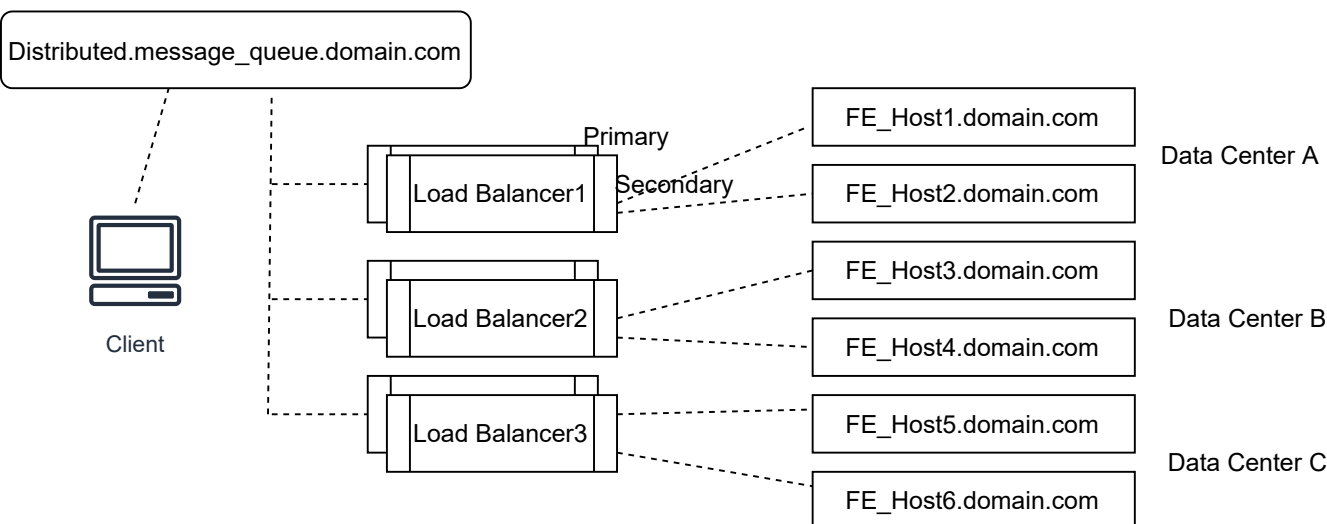 Distributed.message_queue.domain.com
Client
Primary
Secondary
Load Balancer1
Load Balancer2
Load Balancer3
FE_Host1.domain.com
FE_Host2.domain.com
Data Center A
FE_Host3.domain.com
FE_Host4.domain.com
Data Center B
FE_Host5.domain.com
FE_Host6.domain.com
Data Center C